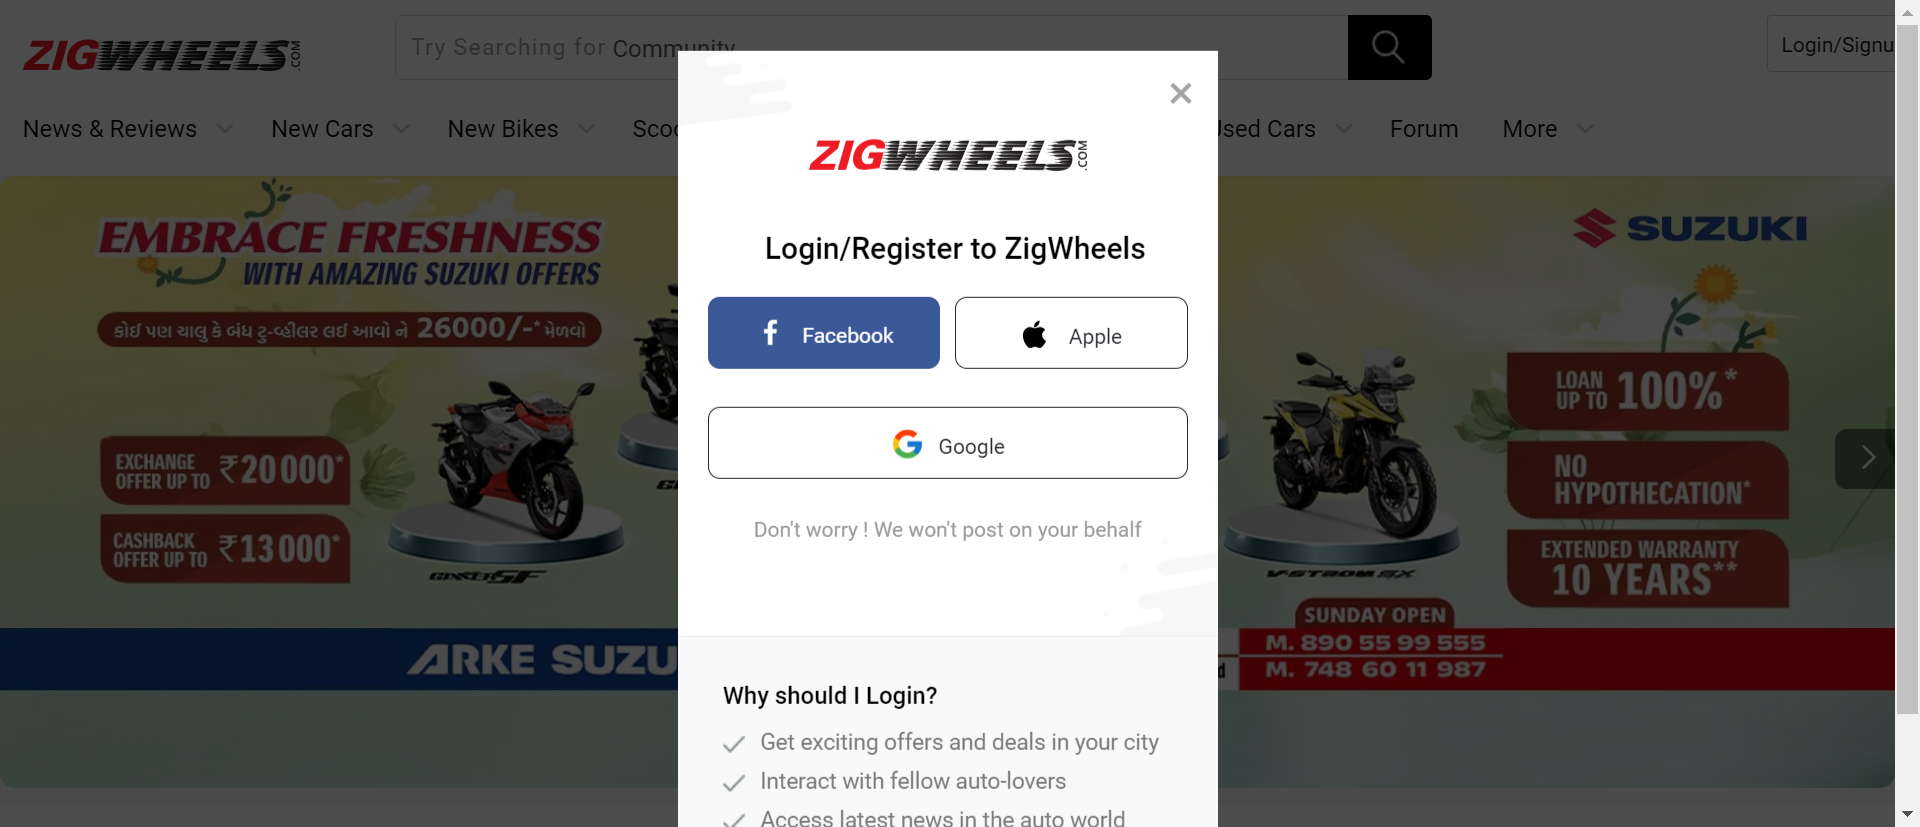 ZIGWHEELS.COM
Try Searching for Community
Login/Signu
News & Reviews
New Cars
New Bikes
Used Cars
Forum
More
ZIGWHEELS.COM
Login/Register to ZigWheels
Facebook
Apple
Google
Don't worry ! We won't post on your behalf
Why should I Login?
Get exciting offers and deals in your city
Interact with fellow auto-lovers
Access latest news in the auto world
EMBRACE FRESHNESS
WITH AMAZING SUZUKI OFFERS
કોઈ પણ ચાલુ કે બંધ ટુ-વ્હીલર લઈ આવો ને 26000/-* મેળવો
EXCHANGE
OFFER UP TO ₹20000*
CASHBACK
OFFER UP TO ₹13000*
GIXXER SF
ARKE SUZU
SUZUKI
LOAN
UP TO 100%*
NO
HYPOTHECATION*
EXTENDED WARRANTY
10 YEARS**
V-STROM SX
SUNDAY OPEN
M. 890 55 99 555
M. 748 60 11 987